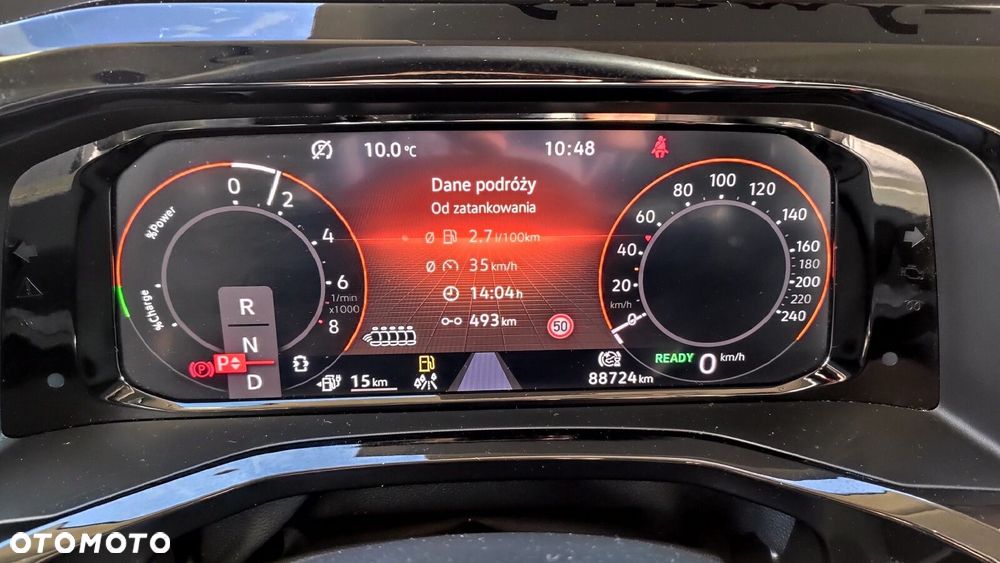 10.0°C
10:48
Dane podróży
Od zatankowania
Ø 2.7 l/100km
Ø 35 km/h
14:04 h
493 km
%Power
%Charge
0
2
4
6
8
1/min
x1000
R
N
P
D
(P)
15 km
50
88724 km
0
20
40
60
80
100
120
140
160
180
200
220
240
km/h
READY 0 km/h
OTOMOTO